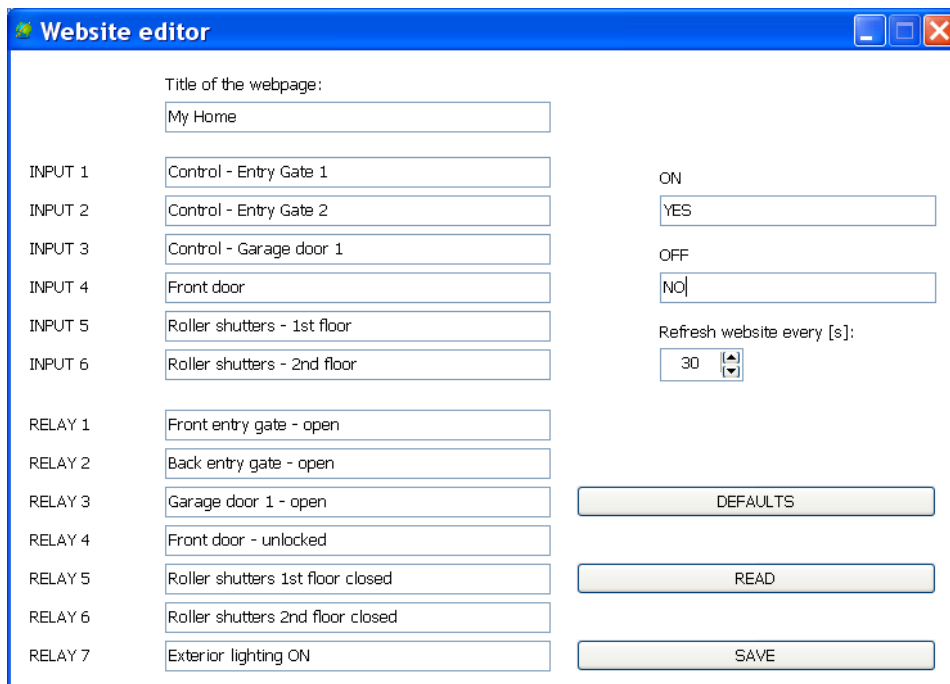 Website editor
Title of the webpage:
My Home
INPUT 1 Control - Entry Gate 1
ON
INPUT 2 Control - Entry Gate 2 YES
INPUT 3 Control - Garage door 1
OFF
INPUT 4 Front door NO
INPUT 5 Roller shutters - 1st floor
Refresh website every [s]:
INPUT 6 Roller shutters - 2nd floor 30
RELAY 1 Front entry gate - open
RELAY 2 Back entry gate - open
RELAY 3 Garage door 1 - open DEFAULTS
RELAY 4 Front door - unlocked
RELAY 5 Roller shutters 1st floor closed READ
RELAY 6 Roller shutters 2nd floor closed
RELAY 7 Exterior lighting ON SAVE